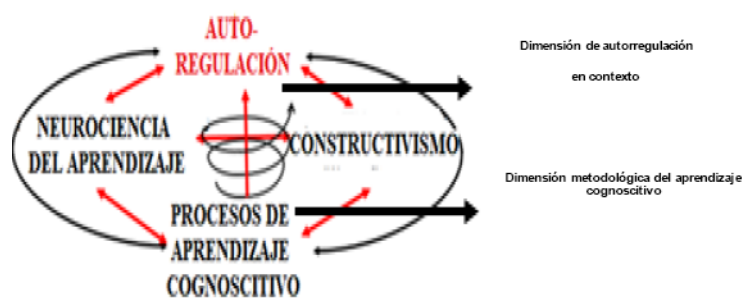 AUTO-
REGULACIÓN
Dimensión de autorregulación
en contexto
NEUROCIENCIA
DEL APRENDIZAJE
CONSTRUCTIVISMO
Dimensión metodológica del aprendizaje
cognoscitivo
PROCESOS DE
APRENDIZAJE
COGNOSCITIVO